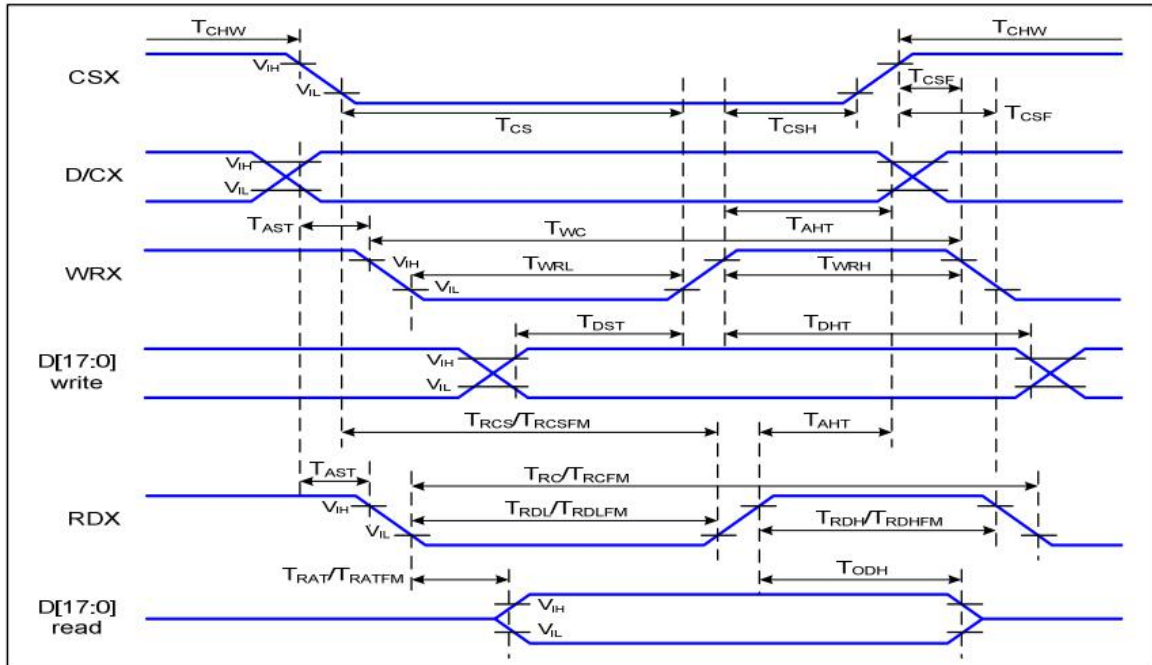 TCHW TCHW
CSX VIH VIL TCSF
TCS TCSH TCSF
D/CX VIH VIL
TAST TWC TAHT
WRX VIH TWRL TWRH
VIL
TDST TDHT
D[17:0] write VIH VIL
TRCS/TRCSFM TAHT
TAST TRC/TRCFM
RDX VIH VIL TRDL/TRDLFM TRDH/TRDHFM
TRAT/TRATFM TODH
D[17:0] read VIH VIL